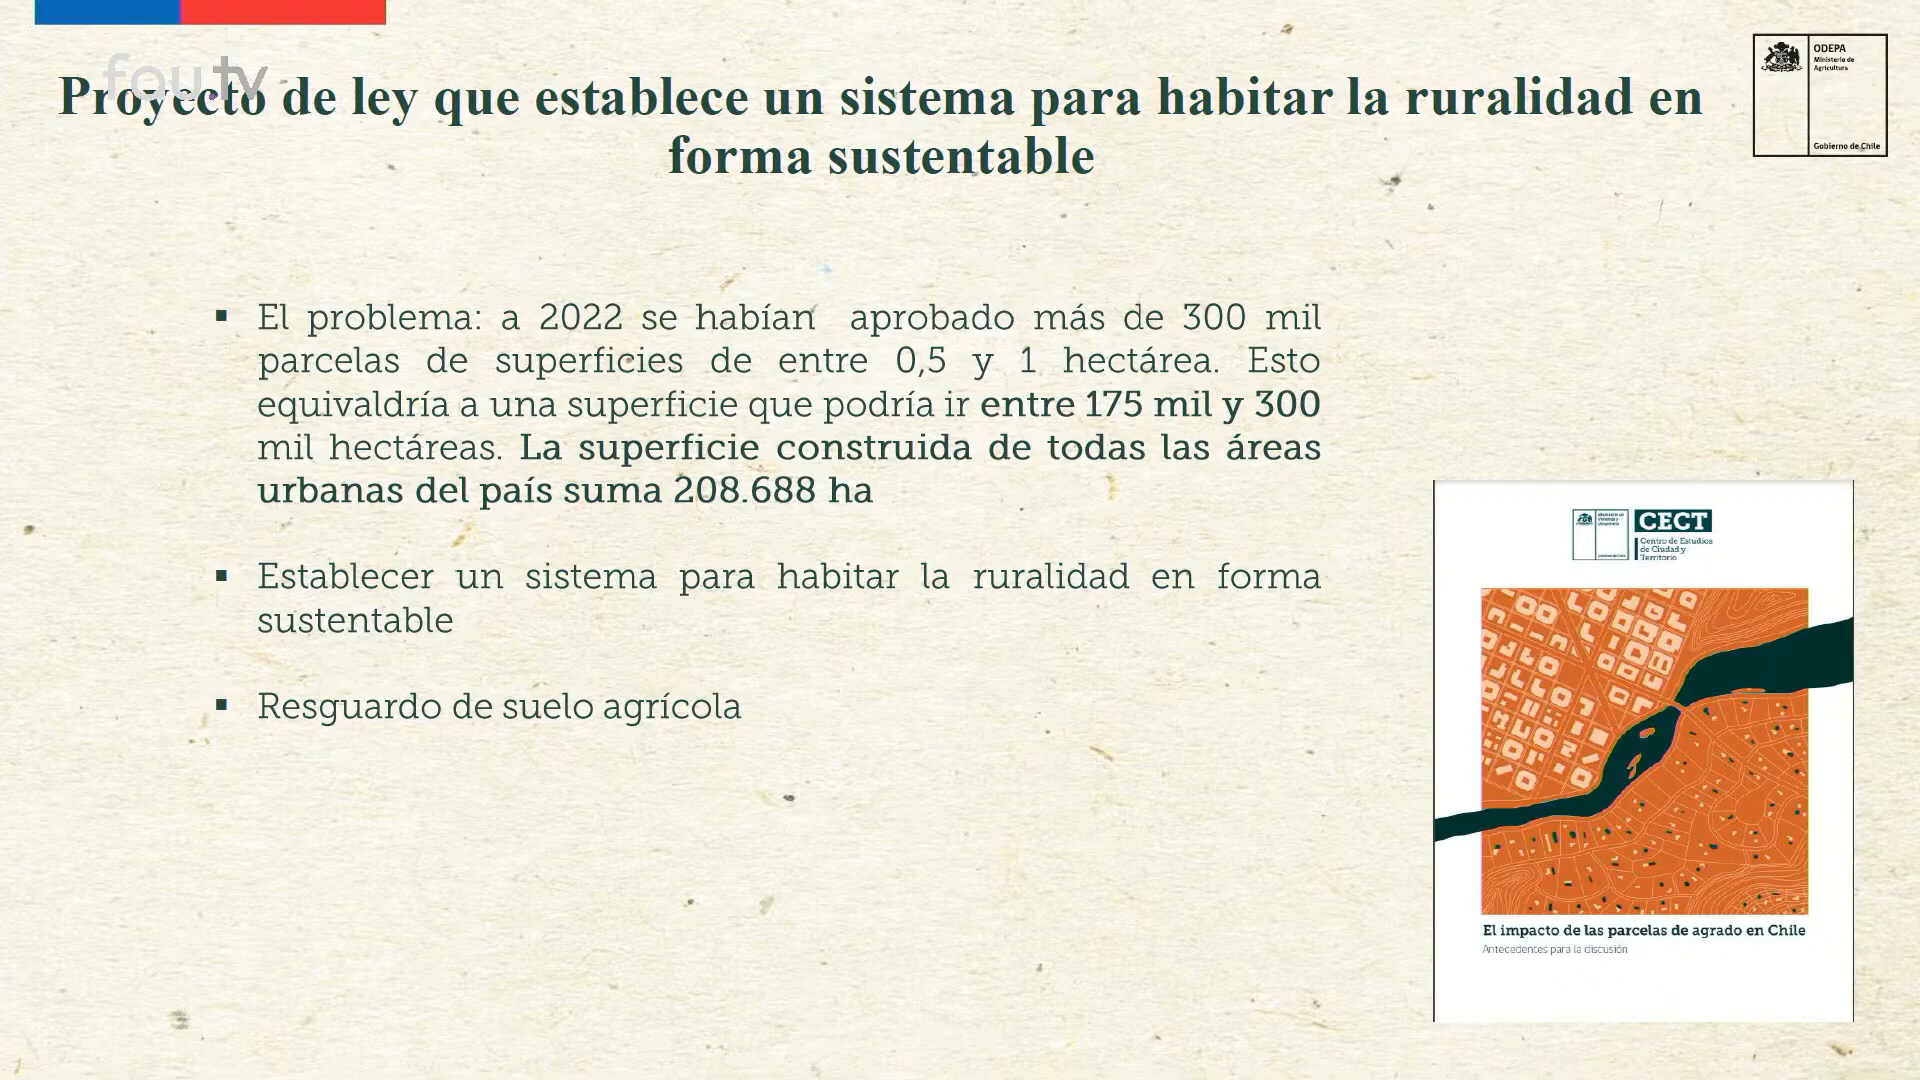 fou.tv
Proyecto de ley que establece un sistema para habitar la ruralidad en
forma sustentable
ODEPA
Ministerio de
Agricultura
Gobierno de Chile
▪ El problema: a 2022 se habían aprobado más de 300 mil
parcelas de superficies de entre 0,5 y 1 hectárea. Esto
equivaldría a una superficie que podría ir entre 175 mil y 300
mil hectáreas. La superficie construida de todas las áreas
urbanas del país suma 208.688 ha
▪ Establecer un sistema para habitar la ruralidad en forma
sustentable
▪ Resguardo de suelo agrícola
CECT
Centro de Estudios
de Ciudad y
Territorio
El impacto de las parcelas de agrado en Chile
Antecedentes para la discusión